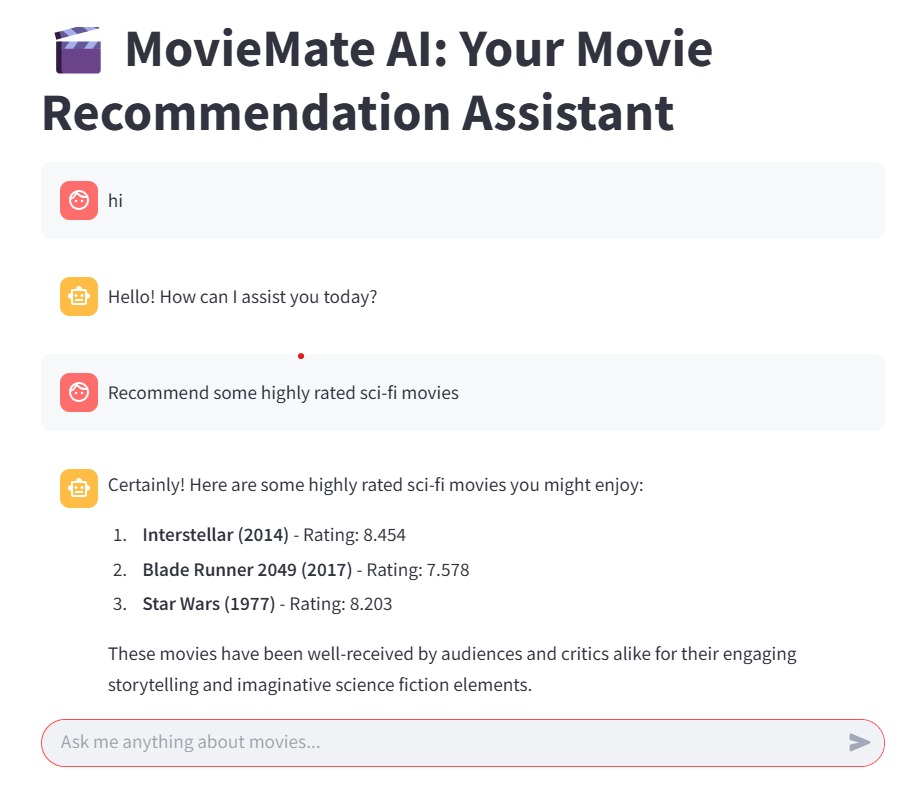 MovieMate AI: Your Movie
Recommendation Assistant
hi
Hello! How can I assist you today?
Recommend some highly rated sci-fi movies
Certainly! Here are some highly rated sci-fi movies you might enjoy:
1. Interstellar (2014) - Rating: 8.454
2. Blade Runner 2049 (2017) - Rating: 7.578
3. Star Wars (1977) - Rating: 8.203
These movies have been well-received by audiences and critics alike for their engaging
storytelling and imaginative science fiction elements.
Ask me anything about movies...